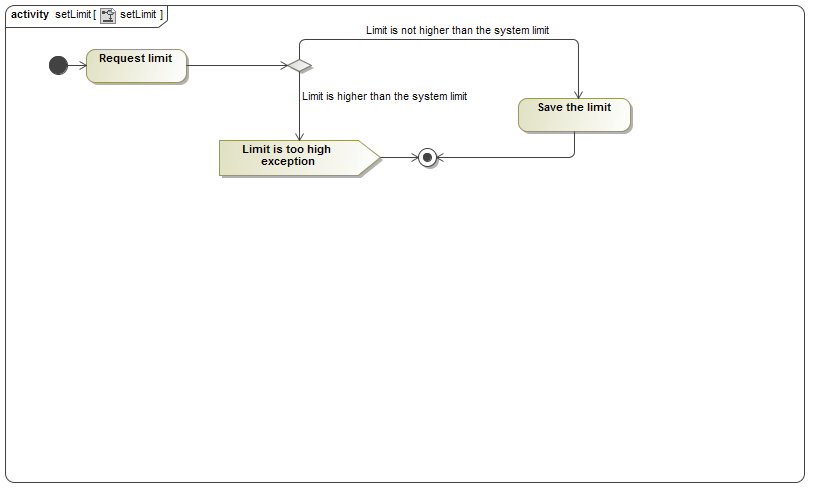 activity setLimit [ setLimit ]
Limit is not higher than the system limit
Request limit
Limit is higher than the system limit
Save the limit
Limit is too high
exception